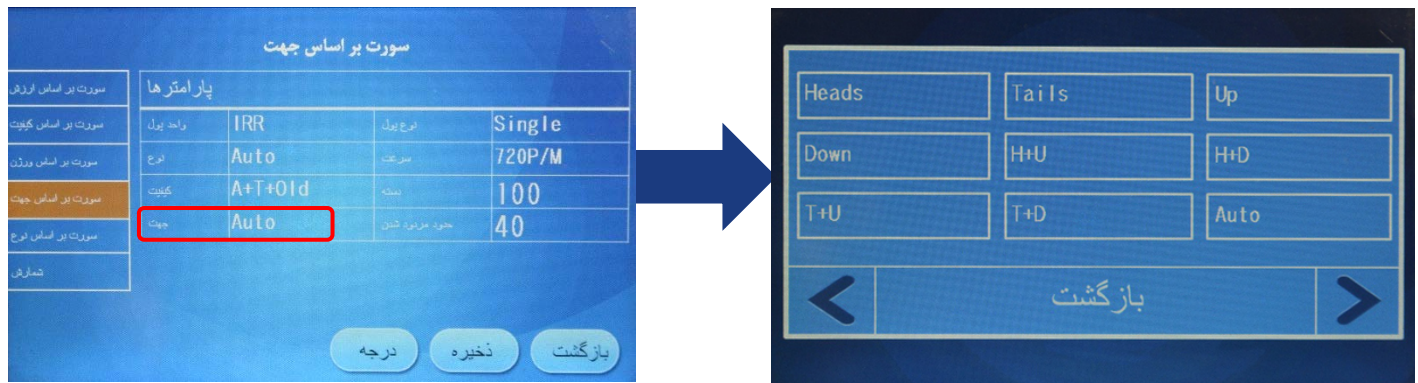 سورت بر اساس جهت
سورت بر اساس ارزش
سورت بر اساس کیفیت
سورت بر اساس ورژن
سورت بر اساس جهت
سورت بر اساس نوع
شمارش
پارامترها
واحد پول IRR نوع پول Single
نوع Auto سرعت 720P/M
کیفیت A+T+Old دسته 100
جهت Auto حدود مردود شدن 40
درجه ذخیره بازگشت
Heads Tails Up
Down H+U H+D
T+U T+D Auto
بازگشت